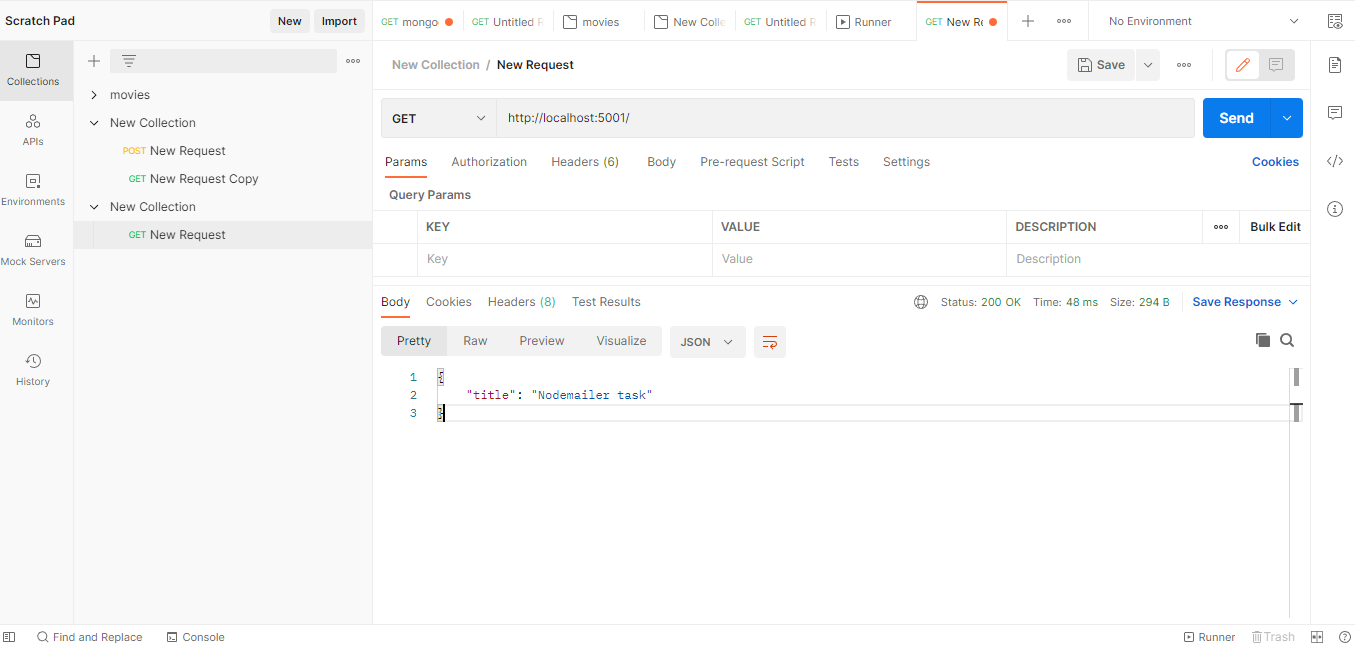 Scratch Pad New Import GET mongo GET Untitled R movies New Colle GET Untitled R Runner GET New Re No Environment
Collections
APIs
Environments
Mock Servers
Monitors
History
movies
New Collection
POST New Request
GET New Request Copy
New Collection
GET New Request
New Collection / New Request Save
GET http://localhost:5001/ Send
Params Authorization Headers (6) Body Pre-request Script Tests Settings Cookies
Query Params
KEY VALUE DESCRIPTION Bulk Edit
Key Value Description
Body Cookies Headers (8) Test Results Status: 200 OK Time: 48 ms Size: 294 B Save Response
Pretty Raw Preview Visualize JSON
1 {
2 "title": "Nodemailer task"
3 }
Find and Replace Console Runner Trash